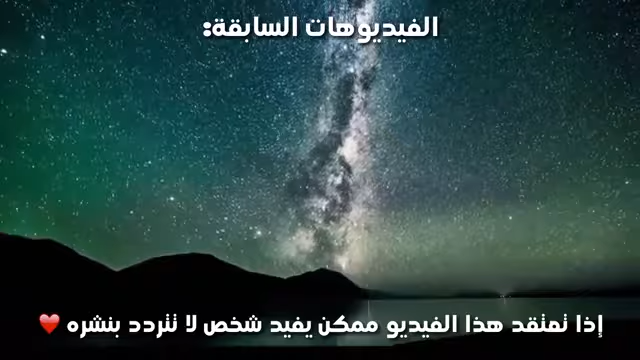 الفيديوهات السابقة:
إذا تعتقد هذا الفيديو ممكن يفيد شخص لا تتردد بنشره ❤️